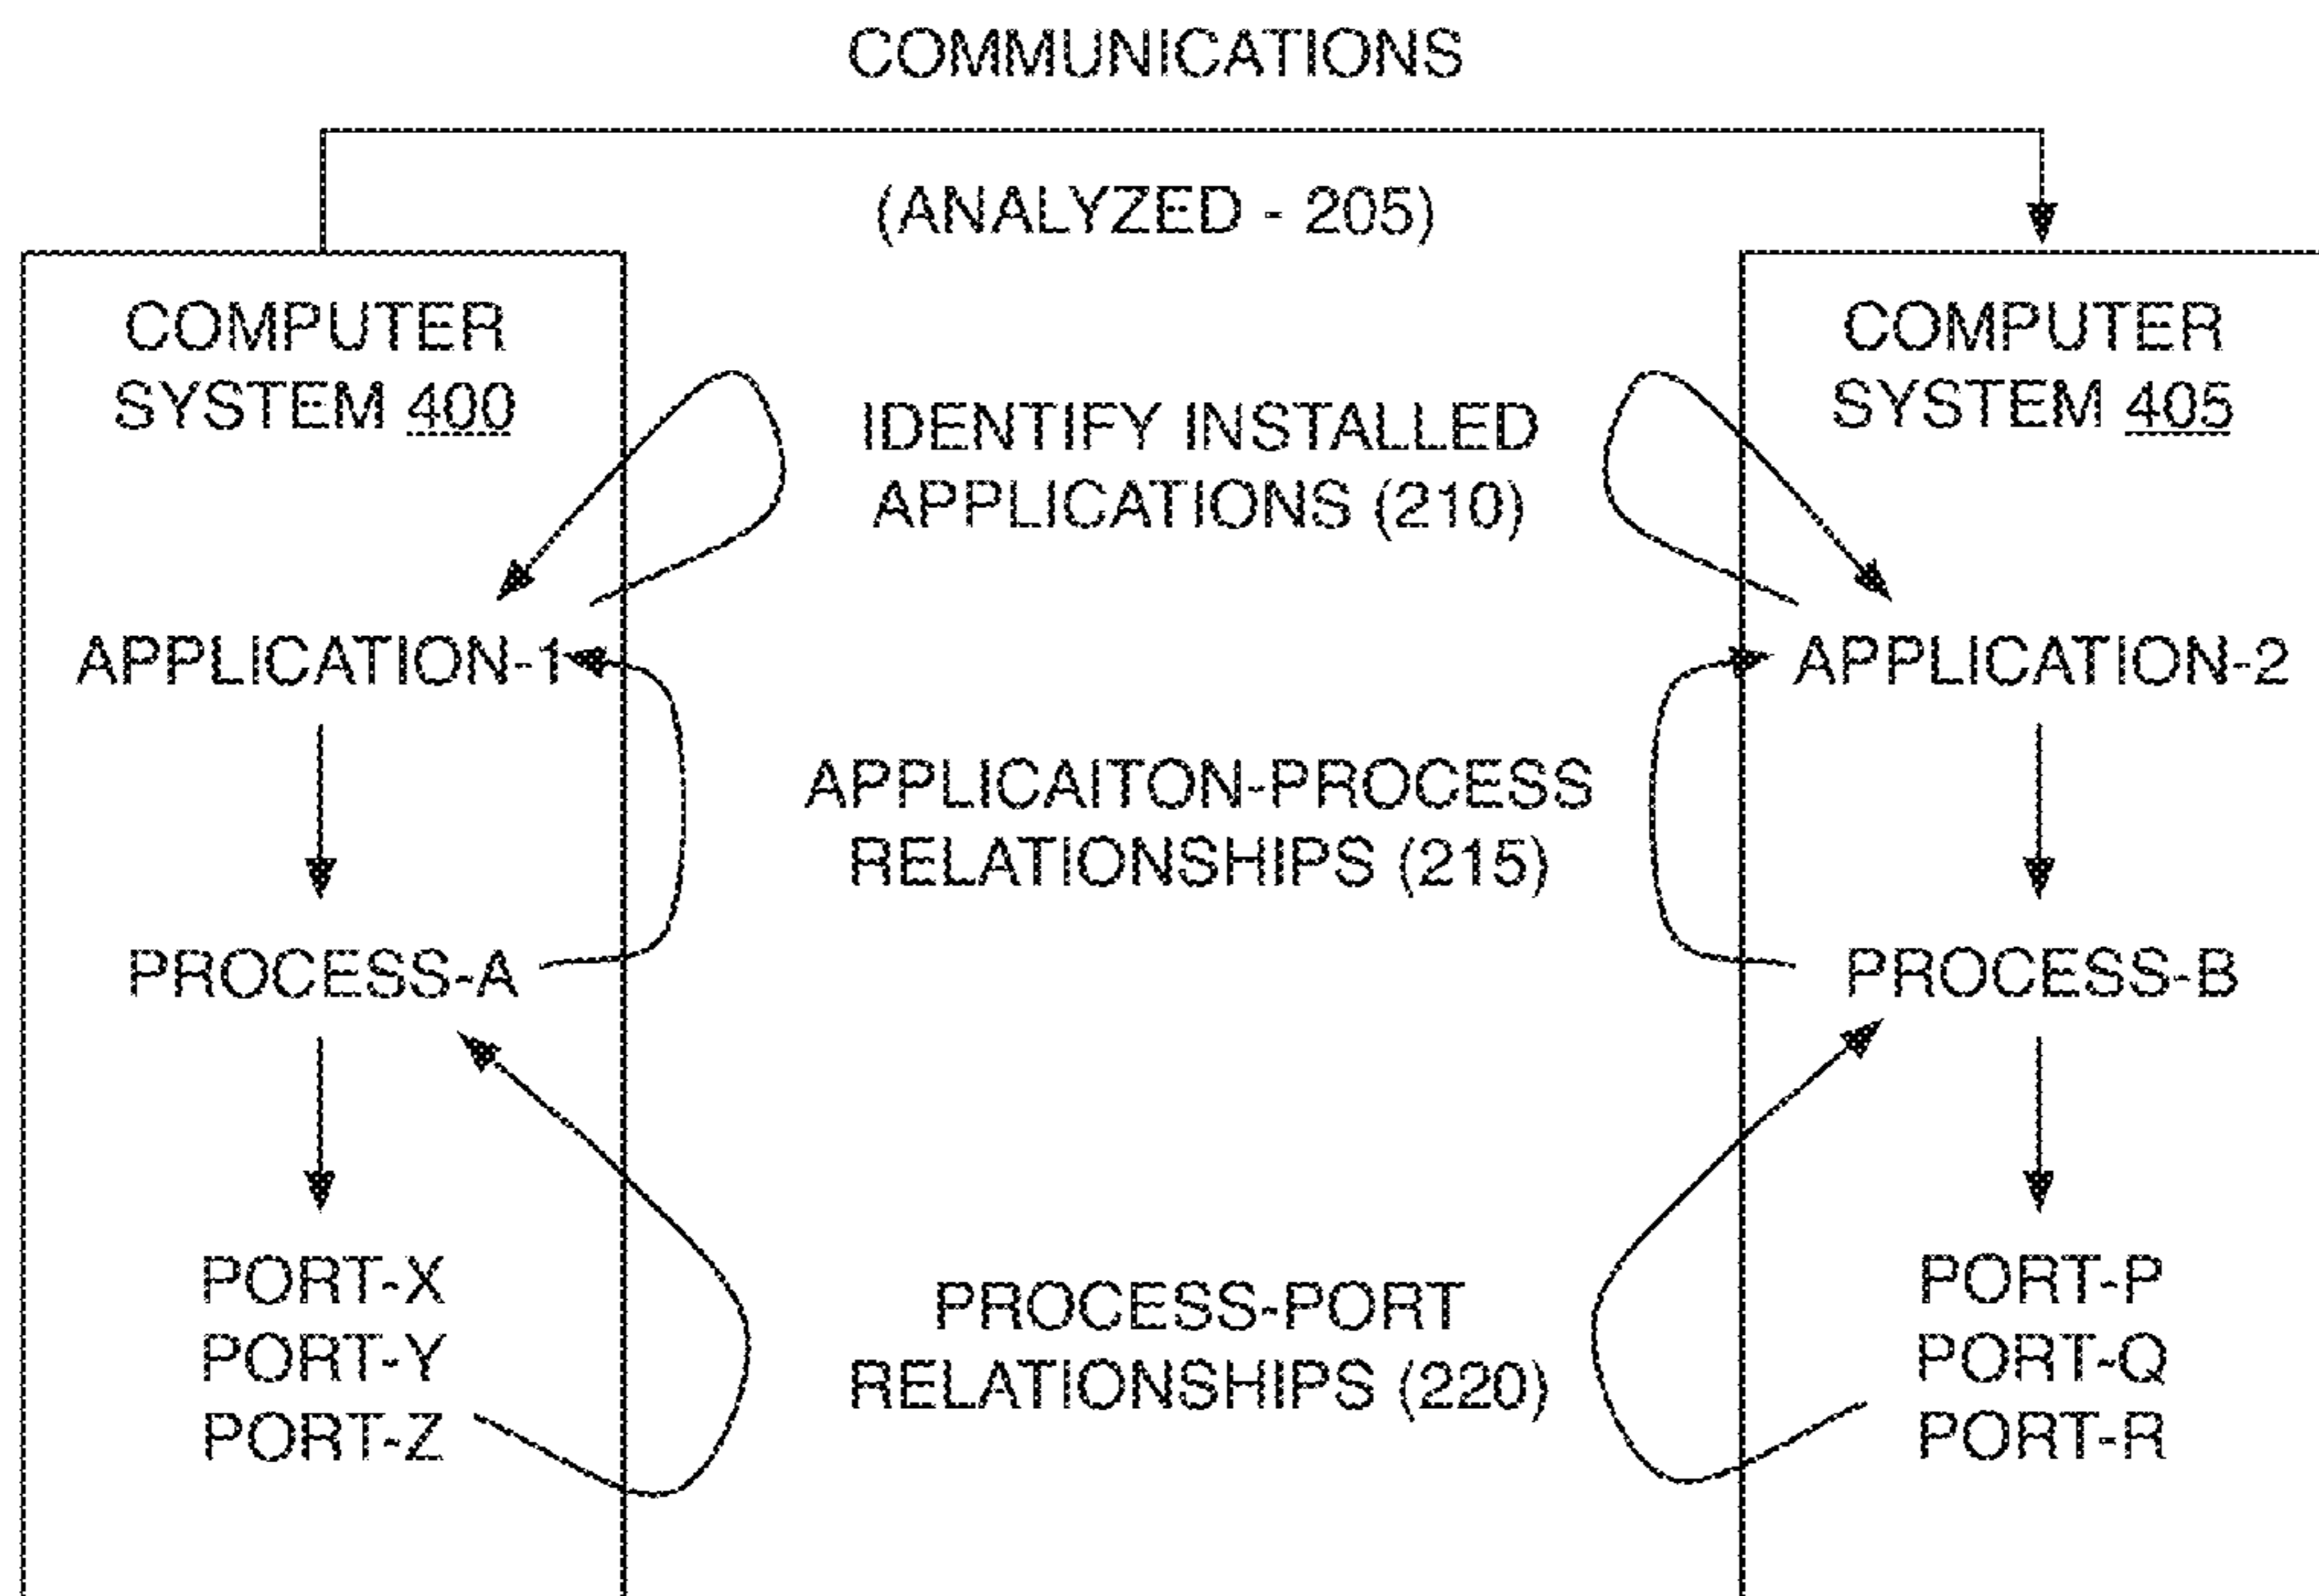 COMMUNICATIONS
(ANALYZED - 205)
COMPUTER
SYSTEM 400
APPLICATION-1
PROCESS-A
PORT-X
PORT-Y
PORT-Z
IDENTIFY INSTALLED
APPLICATIONS (210)
APPLICAITON-PROCESS
RELATIONSHIPS (215)
PROCESS-PORT
RELATIONSHIPS (220)
COMPUTER
SYSTEM 405
APPLICATION-2
PROCESS-B
PORT-P
PORT-Q
PORT-R